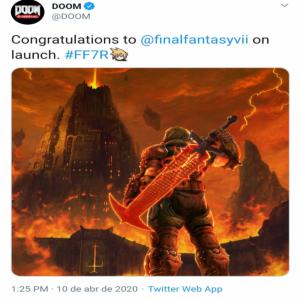 DOOM
DOOM
@DOOM
Congratulations to @finalfantasyvii on
launch. #FF7R
1:25 PM · 10 de abr de 2020 · Twitter Web App